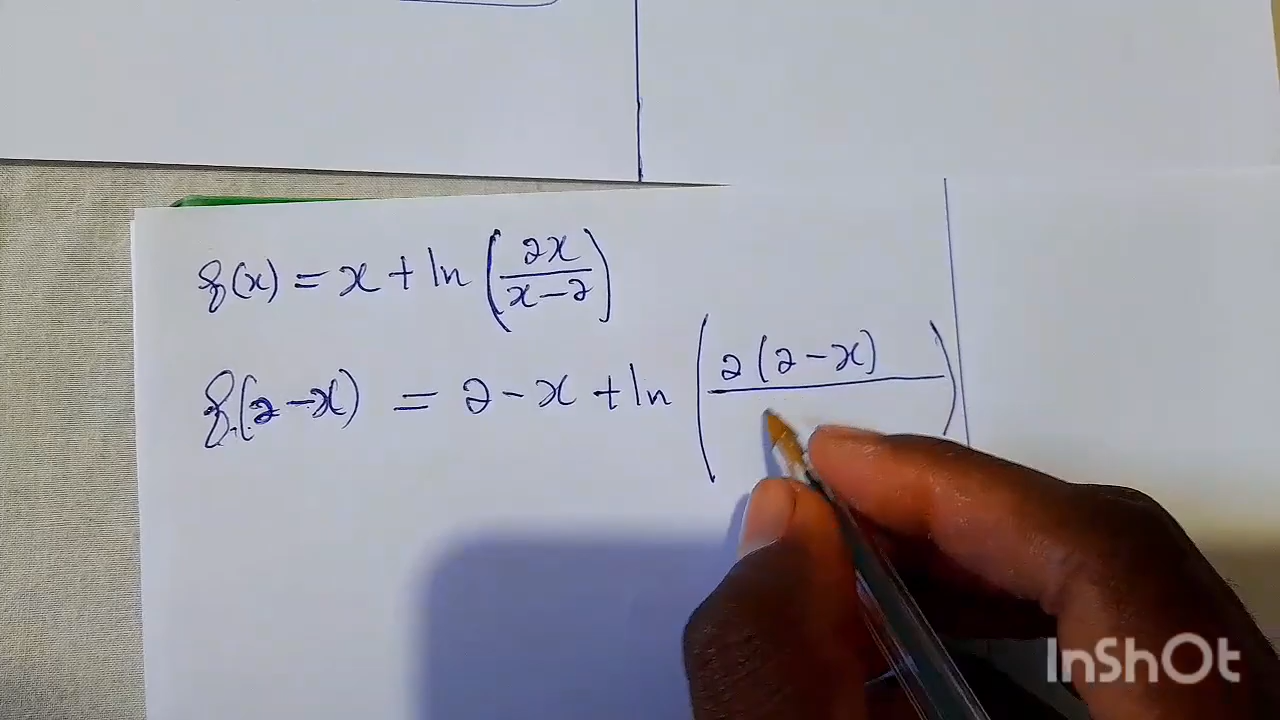 f(x) = x + ln (2x / x-2)
f(2-x) = 2-x + ln (2(2-x) / )
InShOt